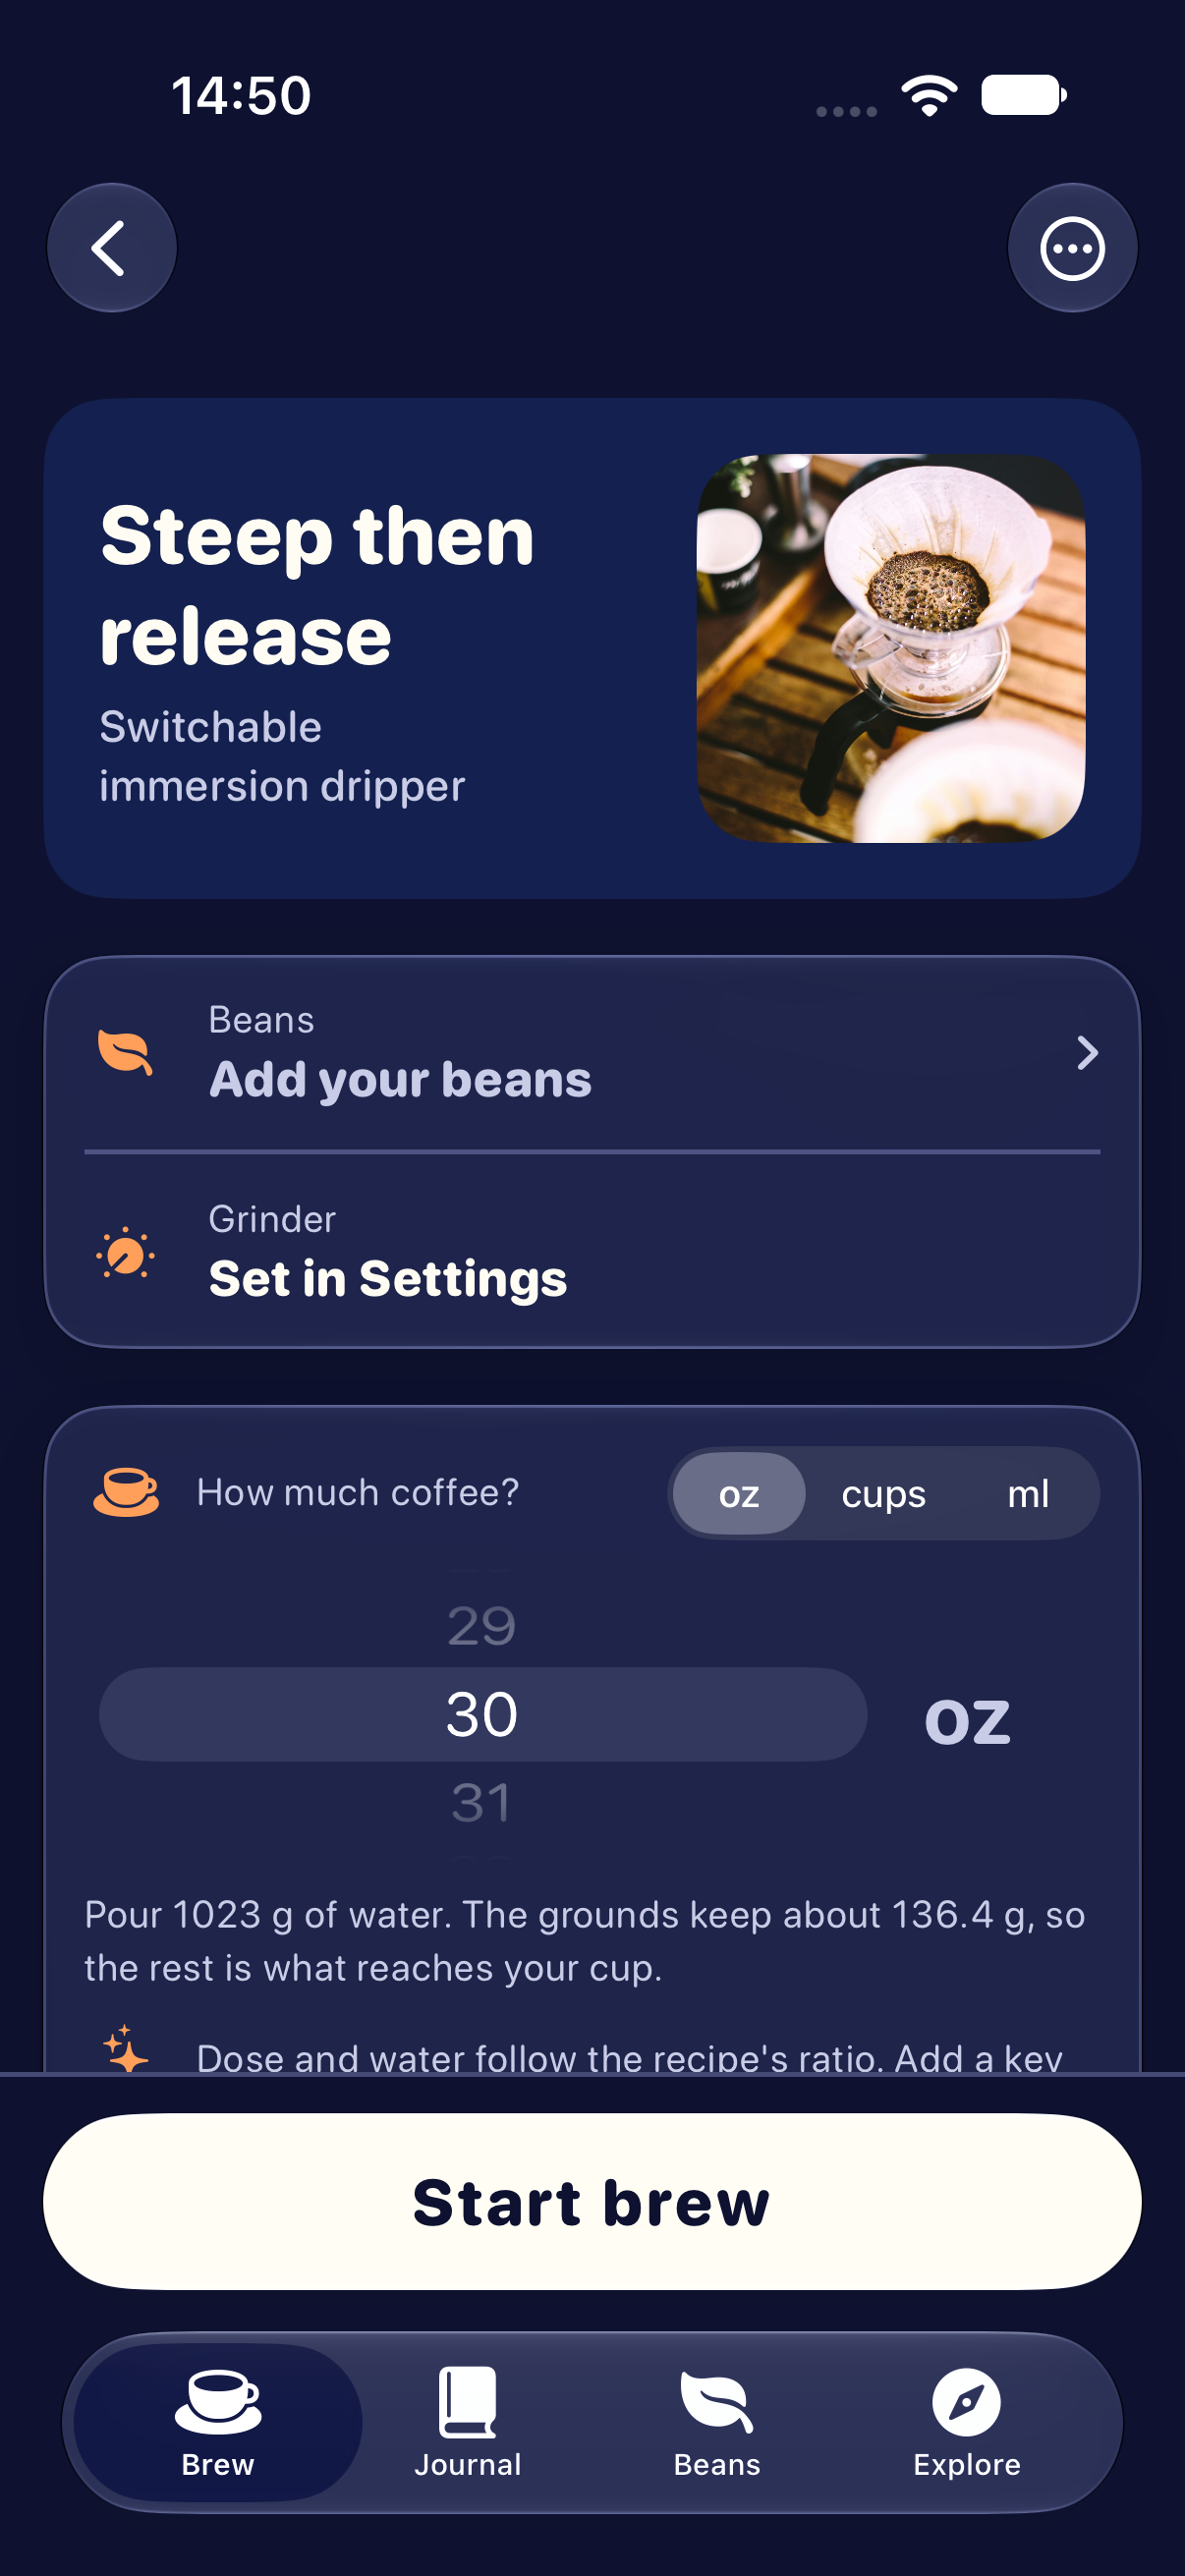 14:50
Steep then
release
Switchable
immersion dripper
Beans
Add your beans
Grinder
Set in Settings
How much coffee?
oz
cups
ml
29
30
oz
31
Pour 1023 g of water. The grounds keep about 136.4 g, so
the rest is what reaches your cup.
Dose and water follow the recipe's ratio. Add a key
Start brew
Brew
Journal
Beans
Explore